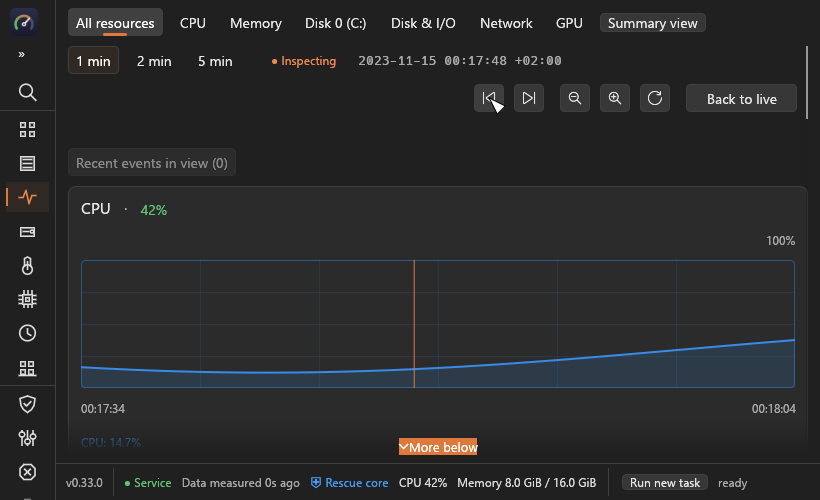 All resources CPU Memory Disk 0 (C:) Disk & I/O Network GPU Summary view
» 1 min 2 min 5 min Inspecting 2023-11-15 00:17:48 +02:00
Back to live
Recent events in view (0)
CPU · 42%
100%
00:17:34 00:18:04
CPU: 14.7%
More below
v0.33.0 Service Data measured 0s ago Rescue core CPU 42% Memory 8.0 GiB / 16.0 GiB Run new task ready